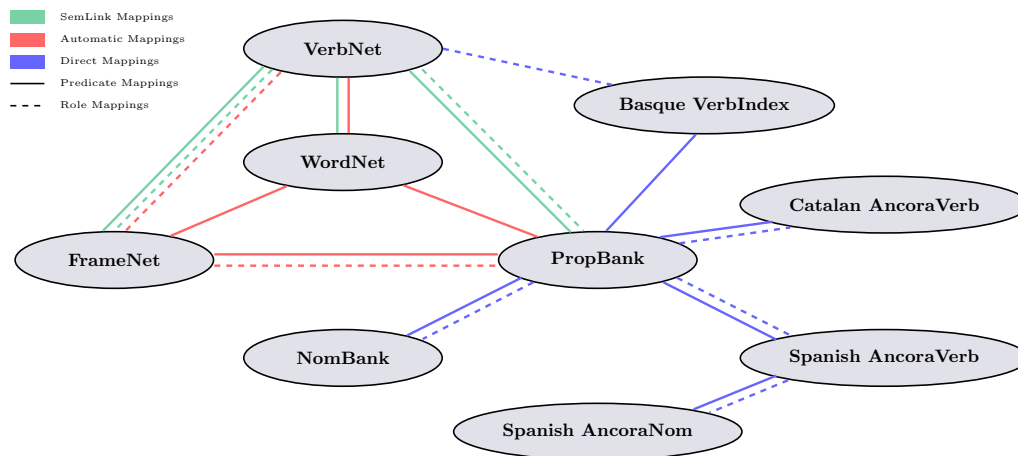 SemLink Mappings
Automatic Mappings
Direct Mappings
Predicate Mappings
Role Mappings
VerbNet
Basque VerbIndex
WordNet
Catalan AncoraVerb
FrameNet
PropBank
NomBank
Spanish AncoraVerb
Spanish AncoraNom